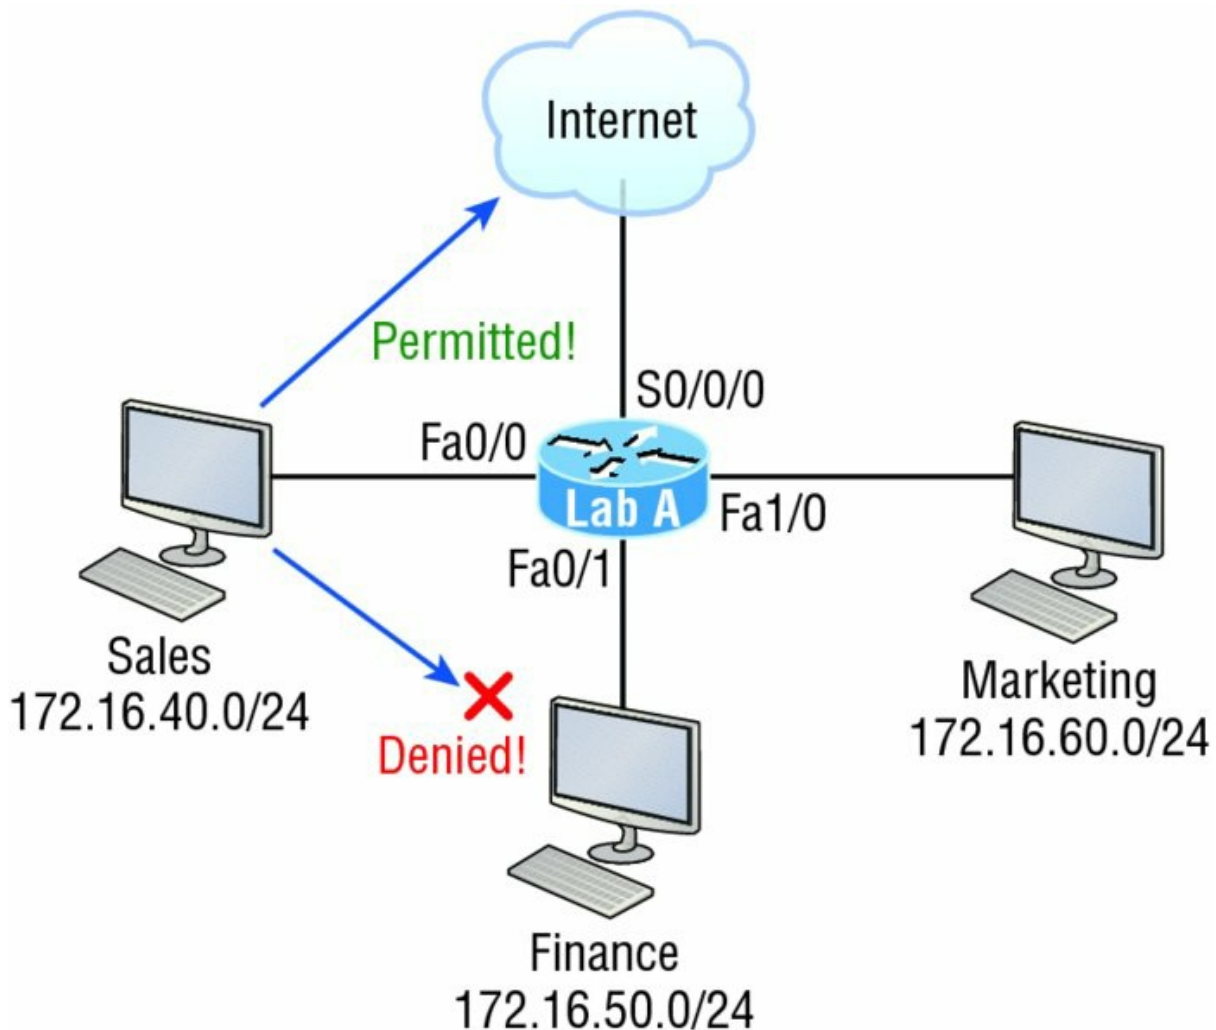 Internet
Permitted!
S0/0/0
Fa0/0
Lab A
Fa1/0
Fa0/1
Sales
172.16.40.0/24
Marketing
172.16.60.0/24
Denied!
Finance
172.16.50.0/24